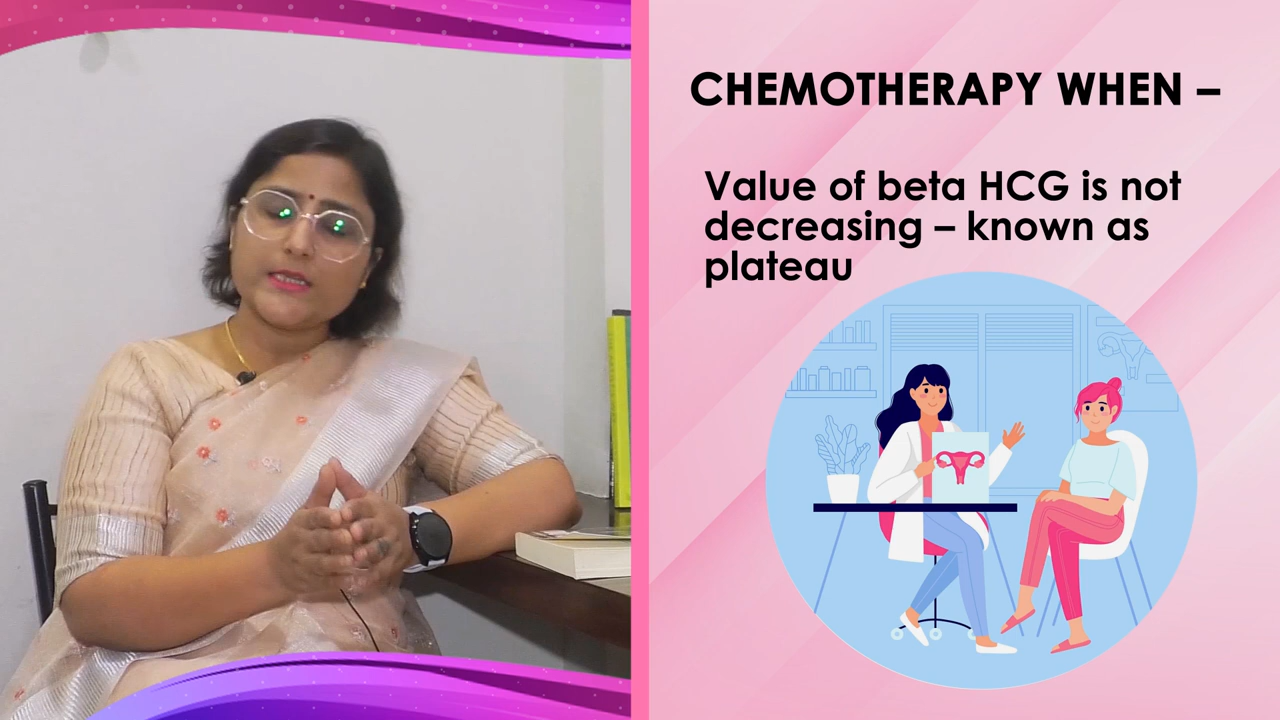 CHEMOTHERAPY WHEN –
Value of beta HCG is not
decreasing – known as
plateau